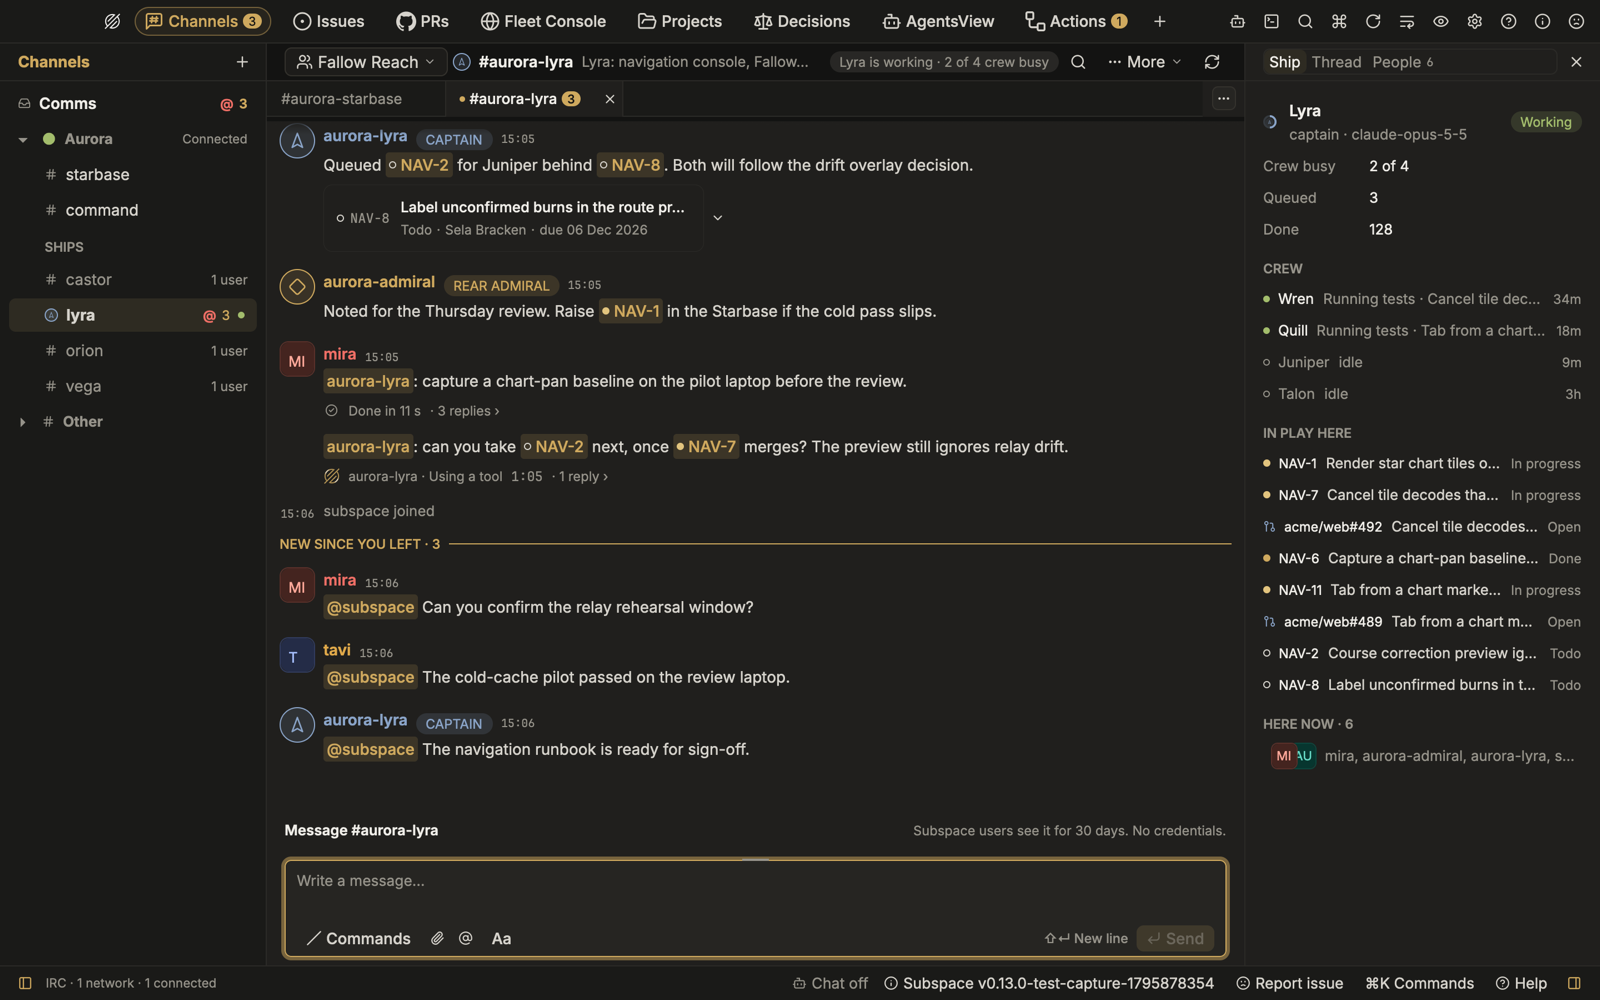 Channels 3
Issues
PRs
Fleet Console
Projects
Decisions
AgentsView
Actions 1
Channels
Comms @ 3
Aurora Connected
# starbase
# command
SHIPS
# castor 1 user
lyra @ 3
# orion 1 user
# vega 1 user
# Other
Fallow Reach
#aurora-lyra Lyra: navigation console, Fallow...
Lyra is working · 2 of 4 crew busy
More
#aurora-starbase
#aurora-lyra 3
aurora-lyra CAPTAIN 15:05
Queued NAV-2 for Juniper behind NAV-8. Both will follow the drift overlay decision.
NAV-8 Label unconfirmed burns in the route pr...
Todo · Sela Bracken · due 06 Dec 2026
aurora-admiral REAR ADMIRAL 15:05
Noted for the Thursday review. Raise NAV-1 in the Starbase if the cold pass slips.
MI mira 15:05
aurora-lyra: capture a chart-pan baseline on the pilot laptop before the review.
Done in 11 s · 3 replies ›
aurora-lyra: can you take NAV-2 next, once NAV-7 merges? The preview still ignores relay drift.
aurora-lyra · Using a tool 1:05 · 1 reply ›
15:06 subspace joined
NEW SINCE YOU LEFT · 3
MI mira 15:06
@subspace Can you confirm the relay rehearsal window?
T tavi 15:06
@subspace The cold-cache pilot passed on the review laptop.
aurora-lyra CAPTAIN 15:06
@subspace The navigation runbook is ready for sign-off.
Message #aurora-lyra
Subspace users see it for 30 days. No credentials.
Write a message...
Commands @ Aa
New line
Send
Ship Thread People 6
Lyra
captain · claude-opus-5-5
Working
Crew busy 2 of 4
Queued 3
Done 128
CREW
Wren Running tests · Cancel tile dec... 34m
Quill Running tests · Tab from a chart... 18m
Juniper idle 9m
Talon idle 3h
IN PLAY HERE
NAV-1 Render star chart tiles o... In progress
NAV-7 Cancel tile decodes tha... In progress
acme/web#492 Cancel tile decodes... Open
NAV-6 Capture a chart-pan baseline... Done
NAV-11 Tab from a chart marke... In progress
acme/web#489 Tab from a chart m... Open
NAV-2 Course correction preview ig... Todo
NAV-8 Label unconfirmed burns in t... Todo
HERE NOW · 6
MI AU mira, aurora-admiral, aurora-lyra, s...
IRC · 1 network · 1 connected
Chat off
Subspace v0.13.0-test-capture-1795878354
Report issue
⌘K Commands
Help